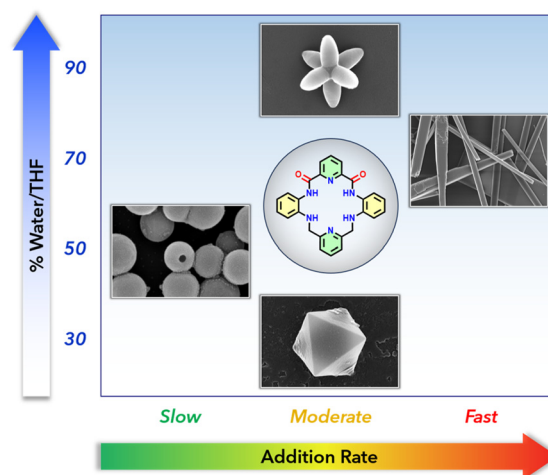 % Water/THF
90
70
50
30
O
N
O
NH
HN
NH
HN
N
Slow
Moderate
Fast
Addition Rate